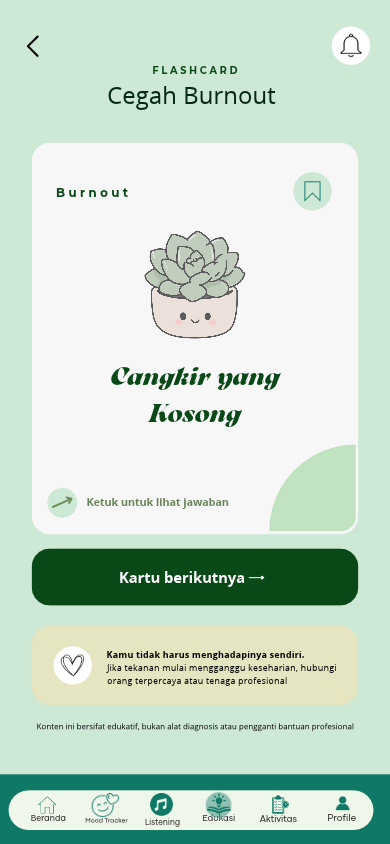 FLASHCARD
Cegah Burnout
Burnout
Cangkir yang
Kosong
Ketuk untuk lihat jawaban
Kartu berikutnya →
Kamu tidak harus menghadapinya sendiri.
Jika tekanan mulai mengganggu keseharian, hubungi
orang terpercaya atau tenaga profesional
Konten ini bersifat edukatif, bukan alat diagnosis atau pengganti bantuan profesional
Beranda
Mood Tracker
Listening
Edukasi
Aktivitas
Profile